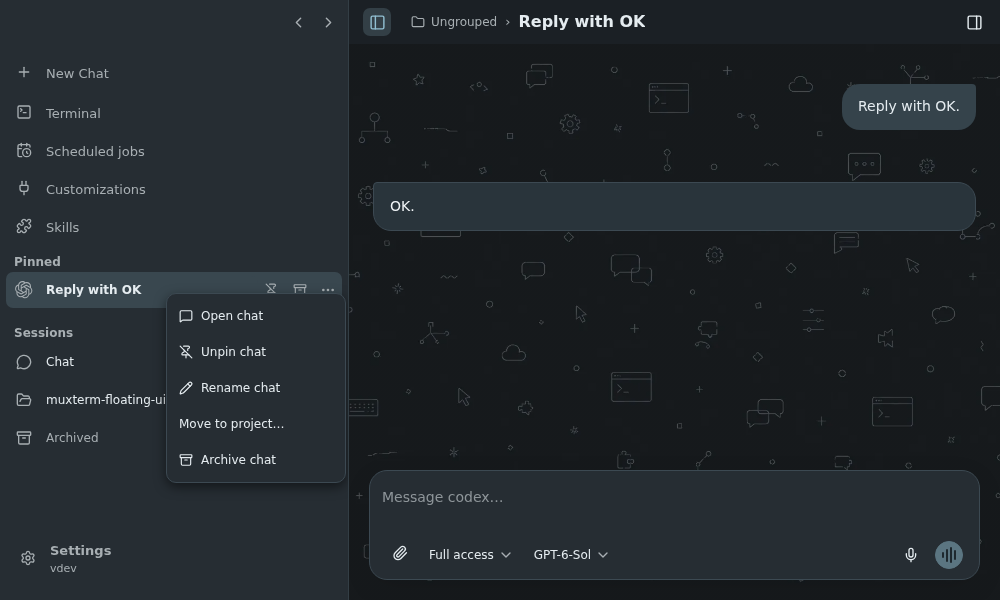 Ungrouped › Reply with OK
New Chat
Terminal
Scheduled jobs
Customizations
Skills
Pinned
Reply with OK
Open chat
Unpin chat
Rename chat
Move to project…
Archive chat
Sessions
Chat
muxterm-floating-ui
Archived
Settings
vdev
Reply with OK.
OK.
Message codex…
Full access
GPT-6-Sol